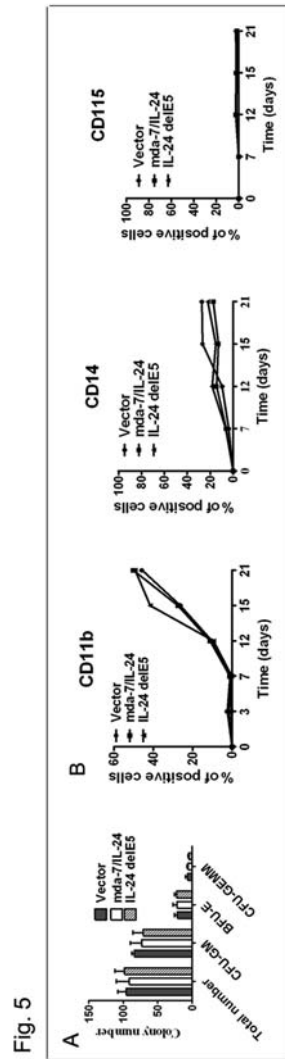 Fig. 5
A
Colony number
150
100
50
0
Vector
mda-7/IL-24
IL-24 delE5
Total number
CFU-GM
BFU-E
CFU-GEMM
B
CD11b
% of positive cells
60
40
20
0
Vector
mda-7/IL-24
IL-24 delE5
0 3 7 12 15 21
Time (days)
CD14
% of positive cells
100
80
60
40
20
0
Vector
mda-7/IL-24
IL-24 delE5
0 7 12 15 21
Time (days)
CD115
% of positive cells
100
80
60
40
20
0
Vector
mda-7/IL-24
IL-24 delE5
0 7 12 15 21
Time (days)